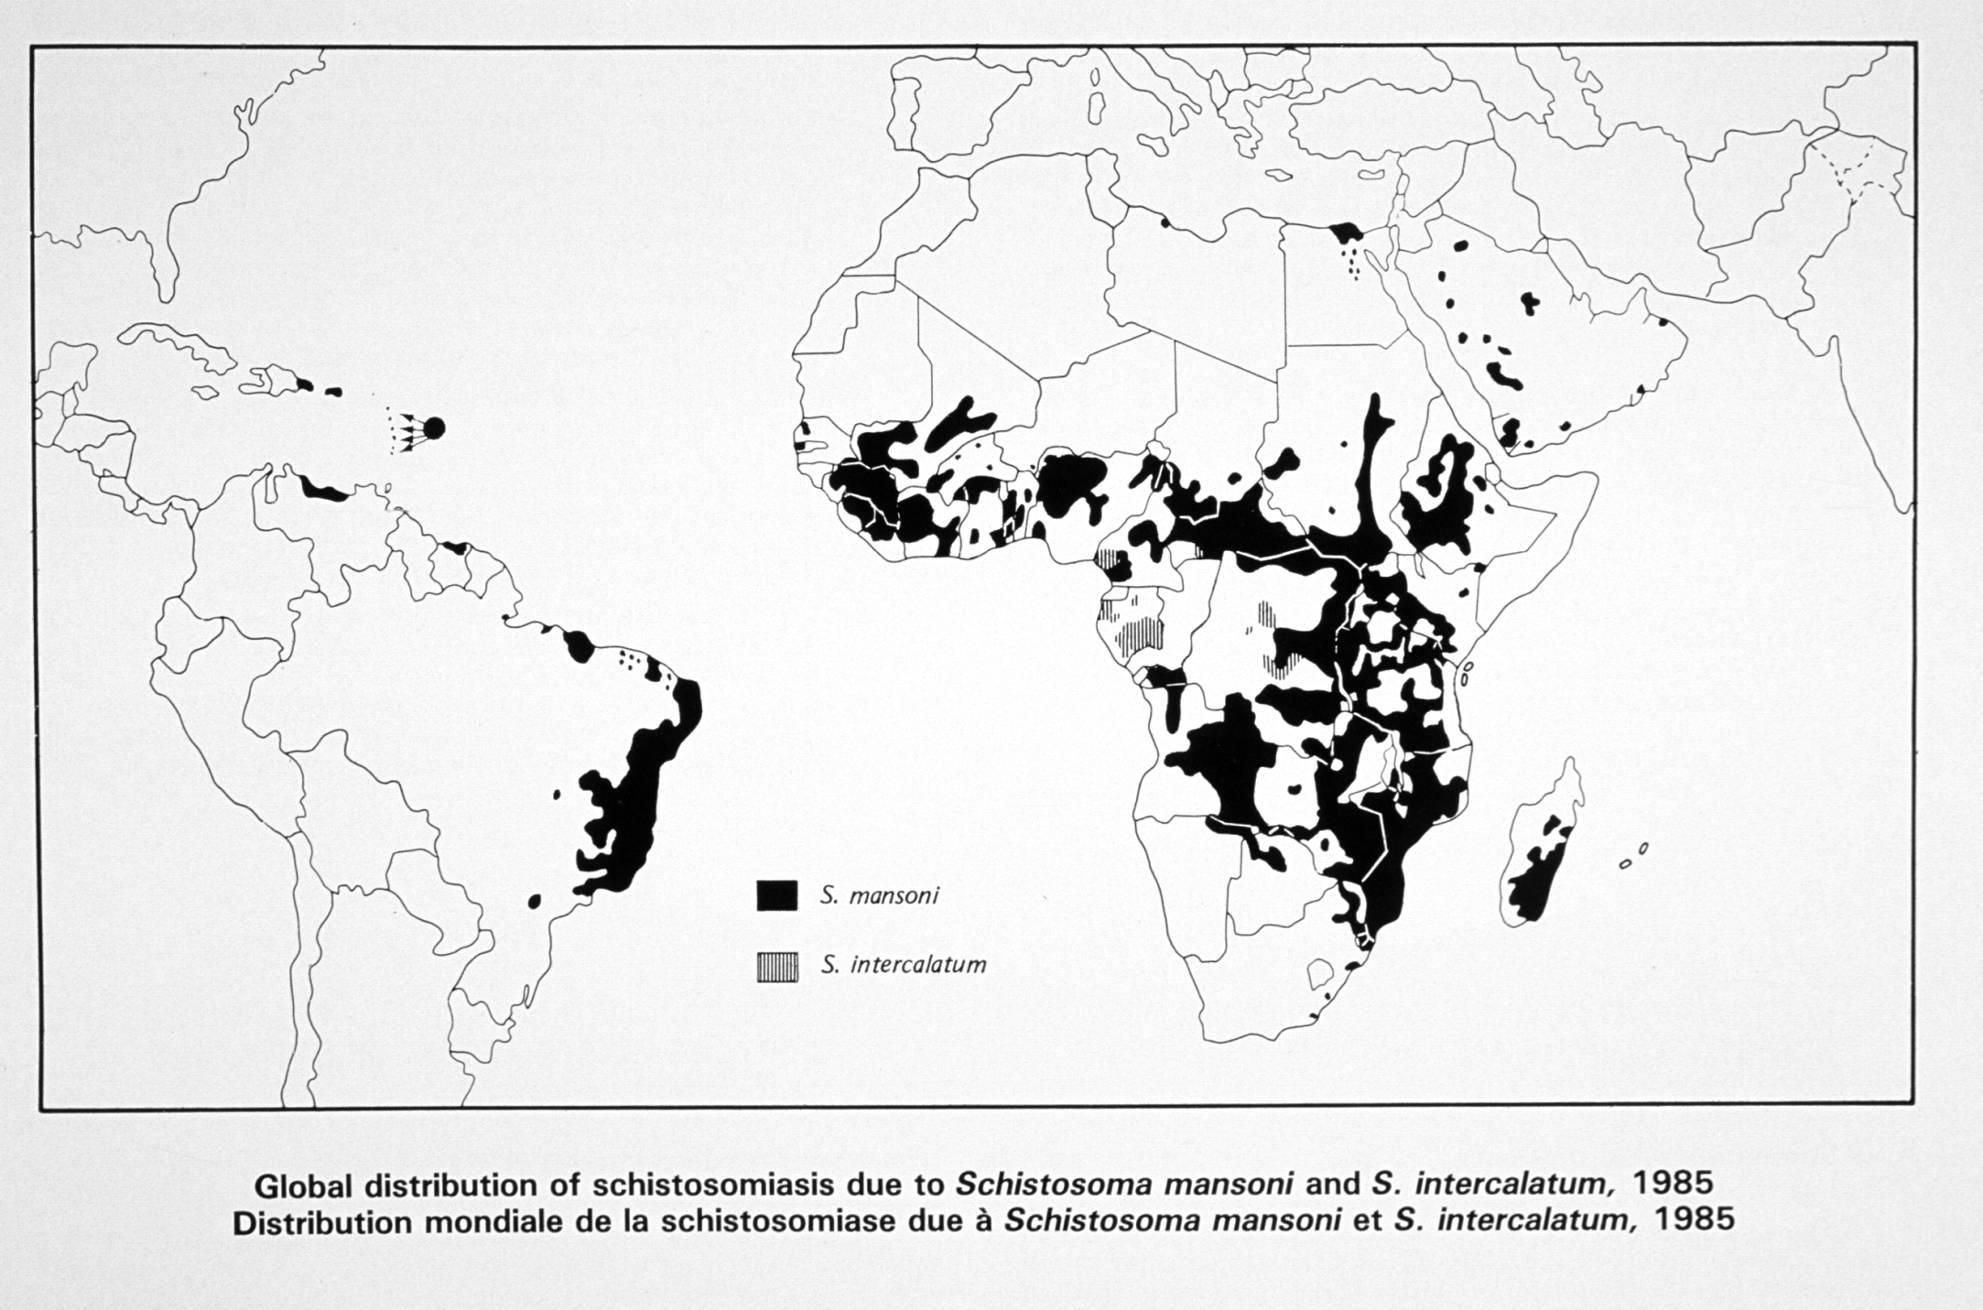 S. mansoni
S. intercalatum
Global distribution of schistosomiasis due to Schistosoma mansoni and S. intercalatum, 1985
Distribution mondiale de la schistosomiase due à Schistosoma mansoni et S. intercalatum, 1985